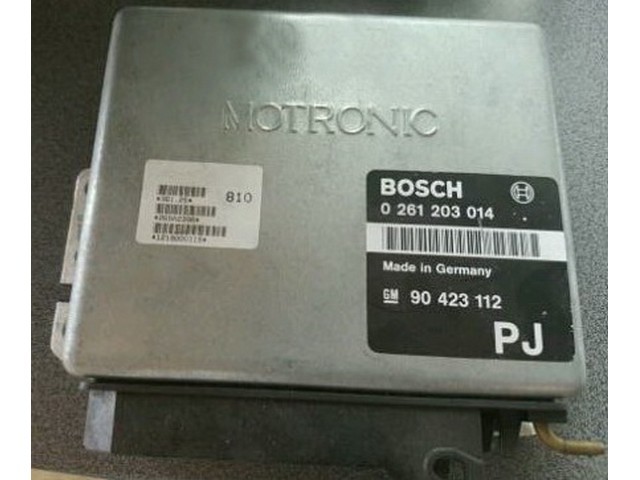 MOTRONIC
810
BOSCH
0 261 203 014
Made in Germany
GM 90 423 112
PJ